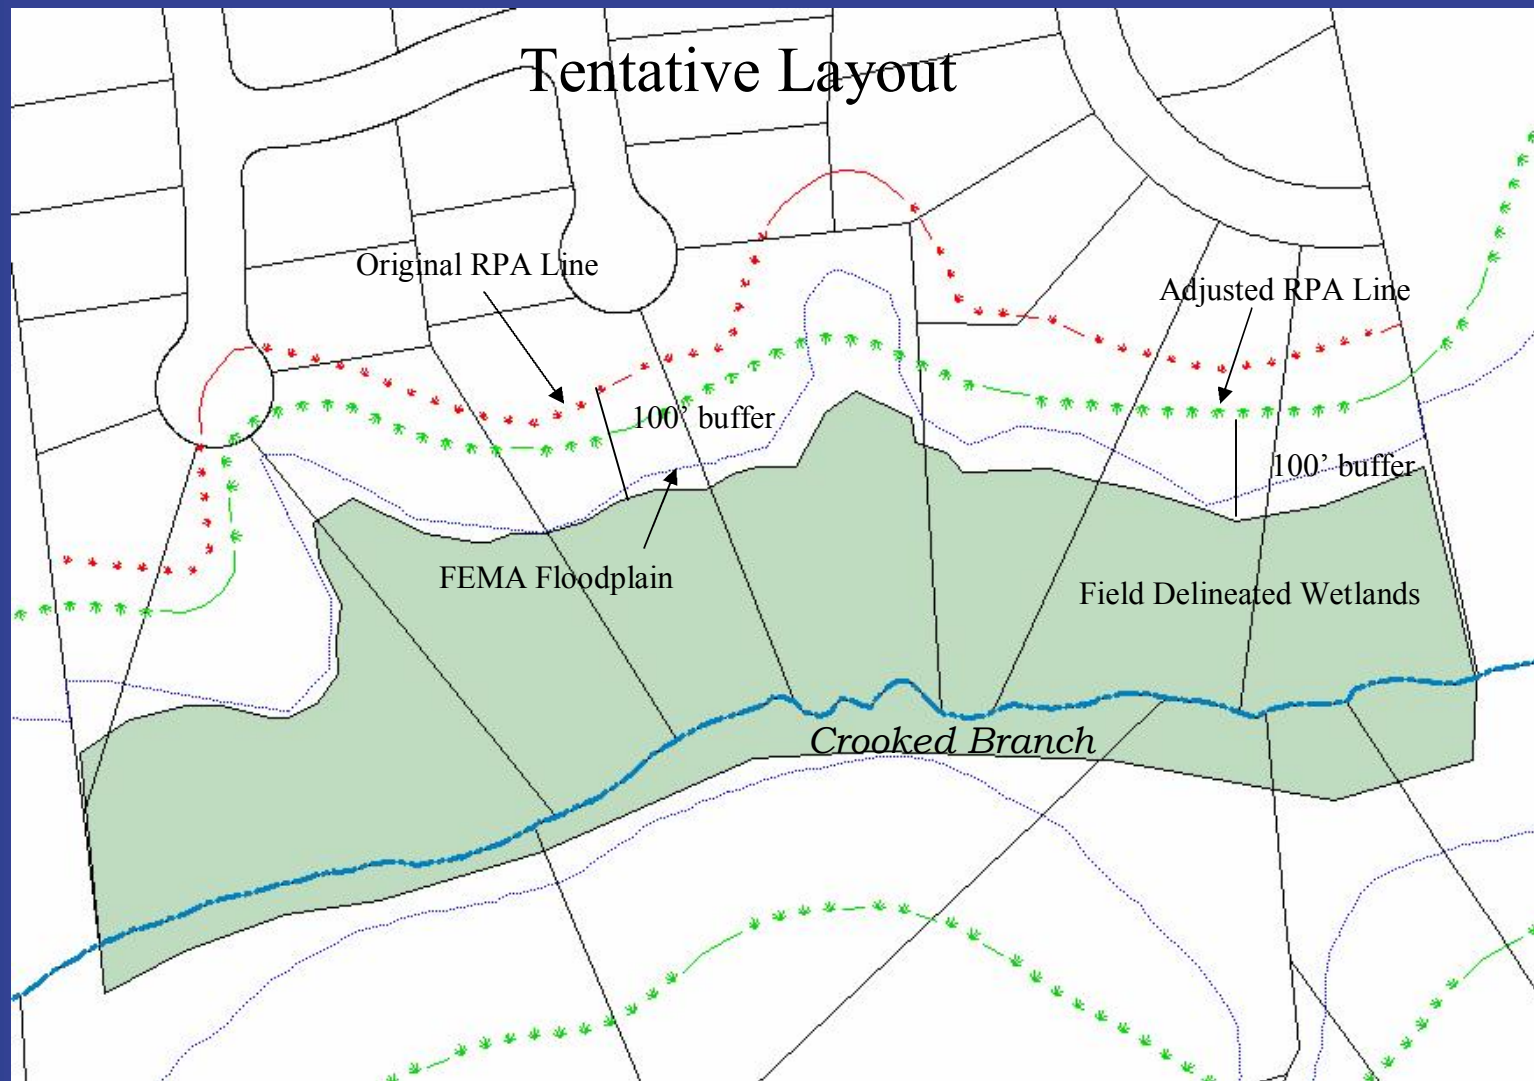 Tentative Layout
Original RPA Line
Adjusted RPA Line
100’ buffer
100’ buffer
FEMA Floodplain
Field Delineated Wetlands
Crooked Branch